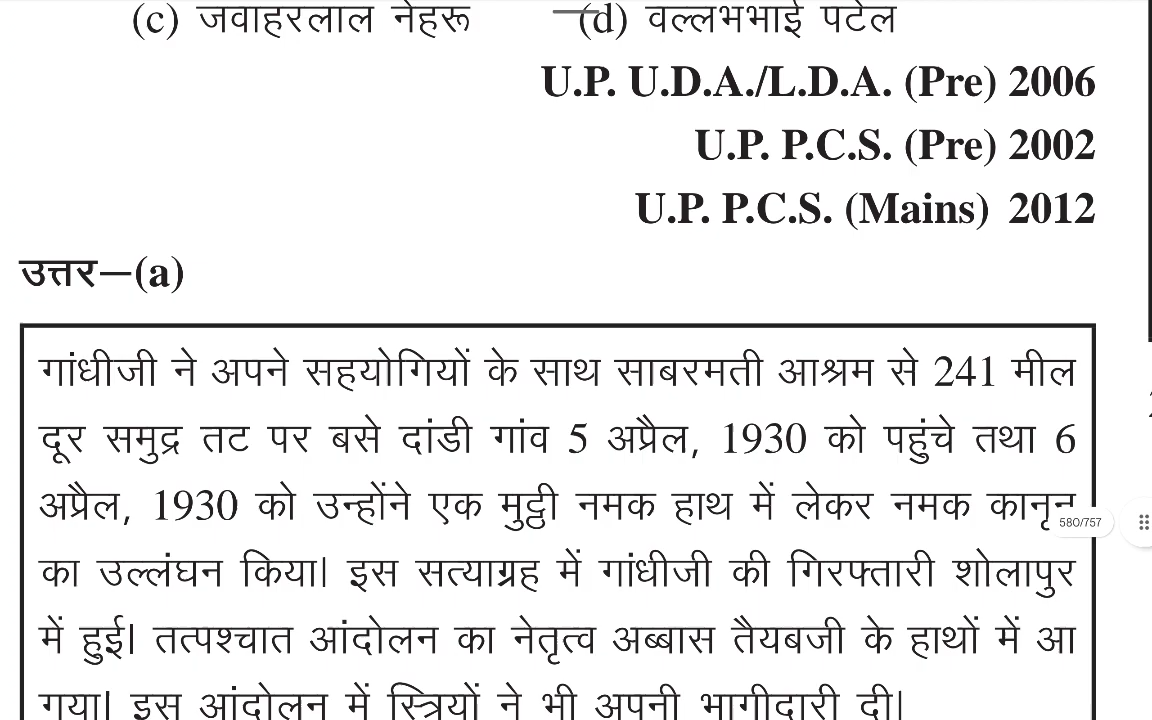 (c) जवाहरलाल नेहरू (d) वल्लभभाई पटेल
U.P. U.D.A./L.D.A. (Pre) 2006
U.P. P.C.S. (Pre) 2002
U.P. P.C.S. (Mains) 2012
उत्तर—(a)
गांधीजी ने अपने सहयोगियों के साथ साबरमती आश्रम से 241 मील
दूर समुद्र तट पर बसे दांडी गांव 5 अप्रैल, 1930 को पहुंचे तथा 6
अप्रैल, 1930 को उन्होंने एक मुट्ठी नमक हाथ में लेकर नमक कानून
580/757
का उल्लंघन किया। इस सत्याग्रह में गांधीजी की गिरफ्तारी शोलापुर
में हुई। तत्पश्चात आंदोलन का नेतृत्व अब्बास तैयबजी के हाथों में आ
गया। इस आंदोलन में स्त्रियों ने भी अपनी भागीदारी दी।